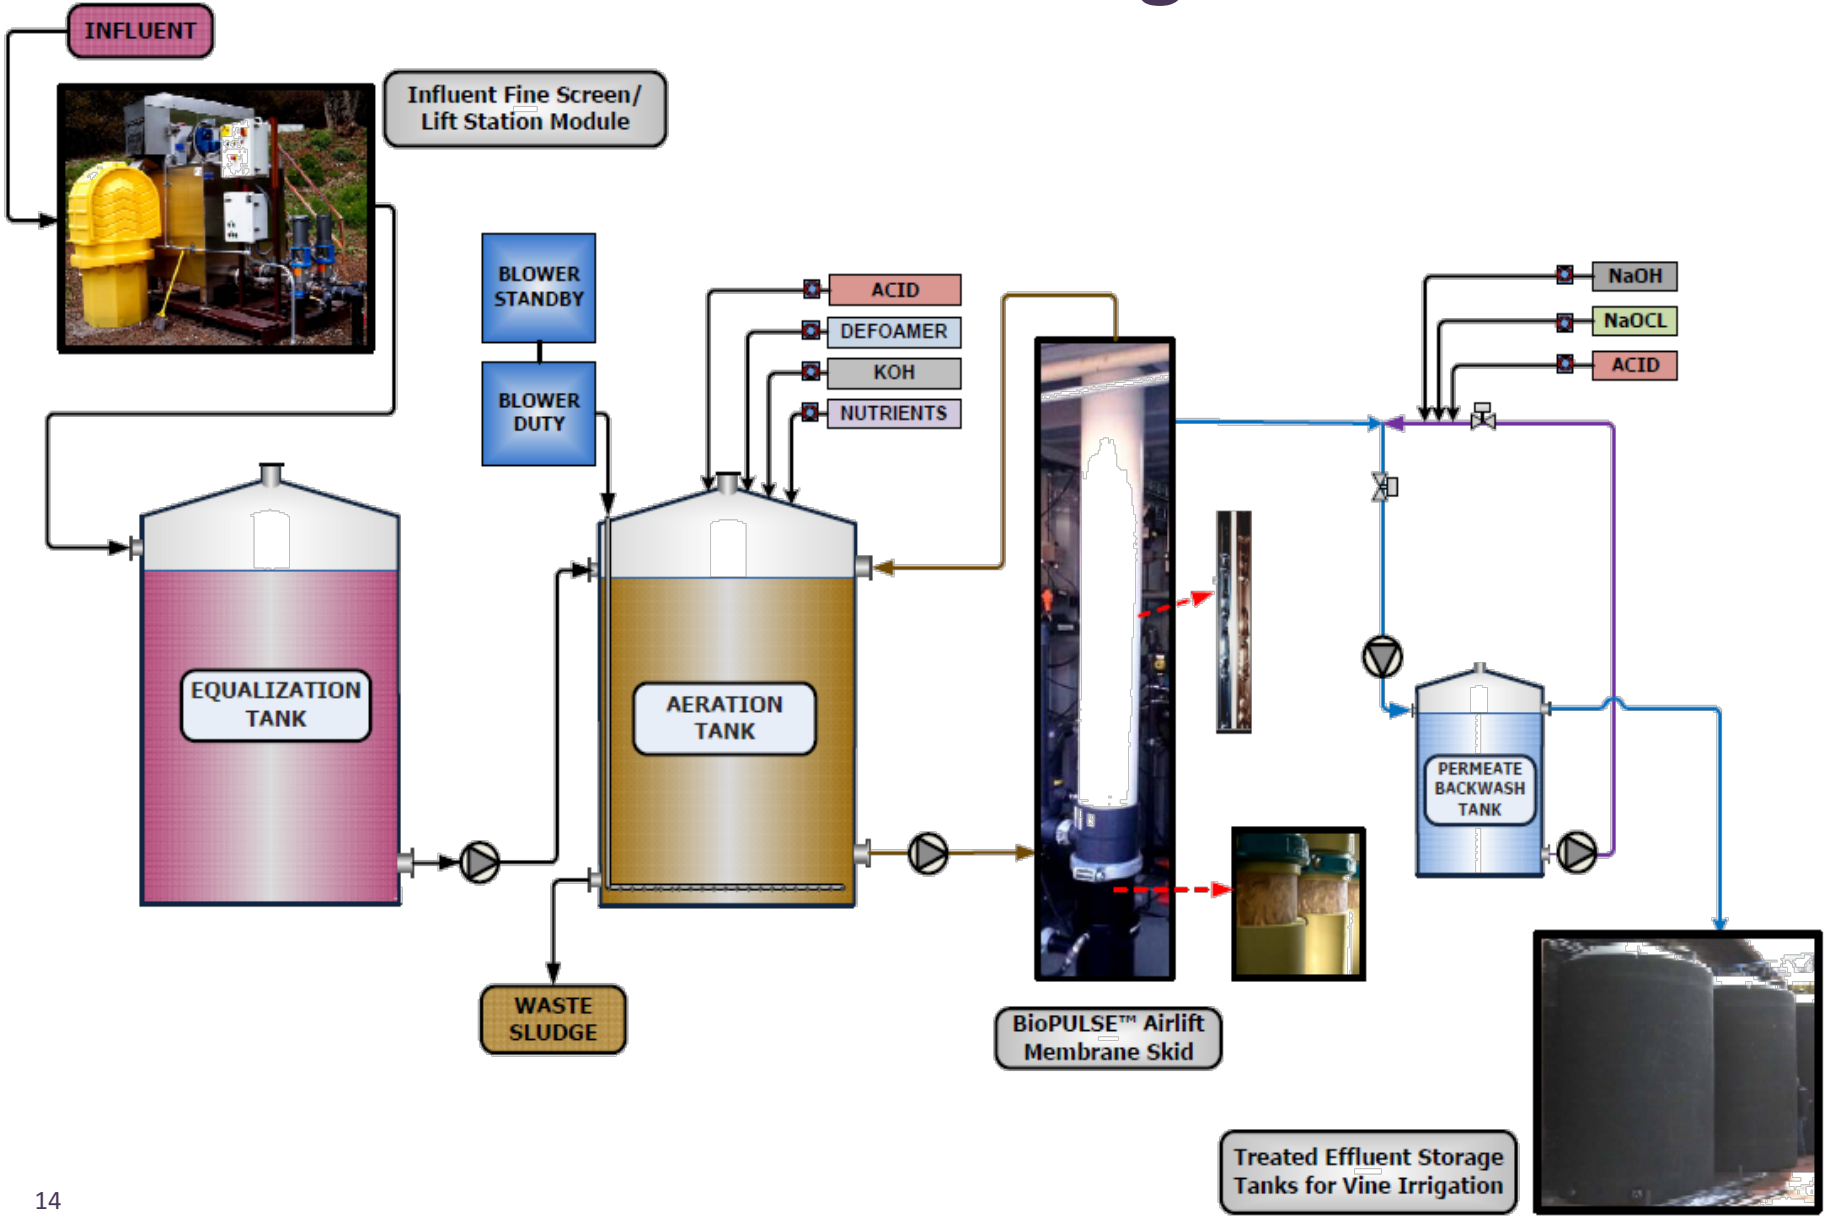 INFLUENT
Influent Fine Screen/
Lift Station Module
BLOWER
STANDBY
BLOWER
DUTY
ACID
DEFOAMER
KOH
NUTRIENTS
NaOH
NaOCL
ACID
EQUALIZATION
TANK
AERATION
TANK
PERMEATE
BACKWASH
TANK
WASTE
SLUDGE
BioPULSE™ Airlift
Membrane Skid
Treated Effluent Storage
Tanks for Vine Irrigation
14